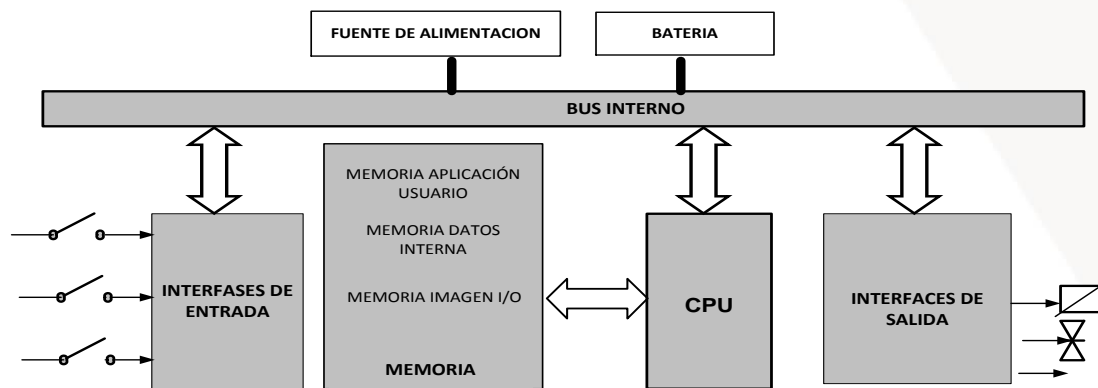 FUENTE DE ALIMENTACION
BATERIA
BUS INTERNO
MEMORIA APLICACIÓN
USUARIO
MEMORIA DATOS
INTERNA
MEMORIA IMAGEN I/O
MEMORIA
INTERFASES DE
ENTRADA
CPU
INTERFACES DE
SALIDA